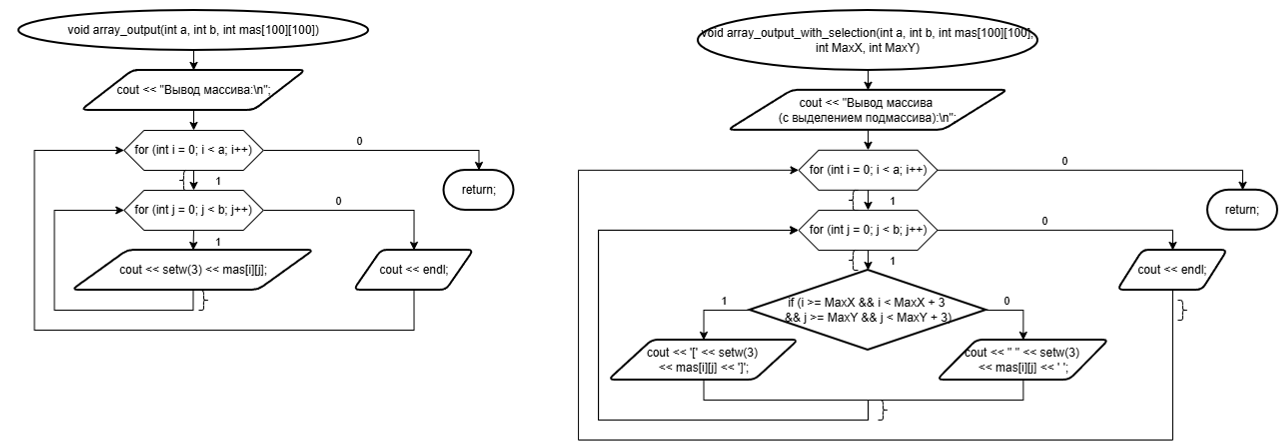 void array_output(int a, int b, int mas[100][100])
cout << "Вывод массива:\n";
for (int i = 0; i < a; i++)
0
1
return;
for (int j = 0; j < b; j++)
0
1
cout << setw(3) << mas[i][j];
cout << endl;
void array_output_with_selection(int a, int b, int mas[100][100],
int MaxX, int MaxY)
cout << "Вывод массива
(с выделением подмассива):\n";
for (int i = 0; i < a; i++)
0
1
return;
for (int j = 0; j < b; j++)
0
1
cout << endl;
if (i >= MaxX && i < MaxX + 3
&& j >= MaxY && j < MaxY + 3)
1
0
cout << '[' << setw(3)
<< mas[i][j] << ']';
cout << " " << setw(3)
<< mas[i][j] << ' ';